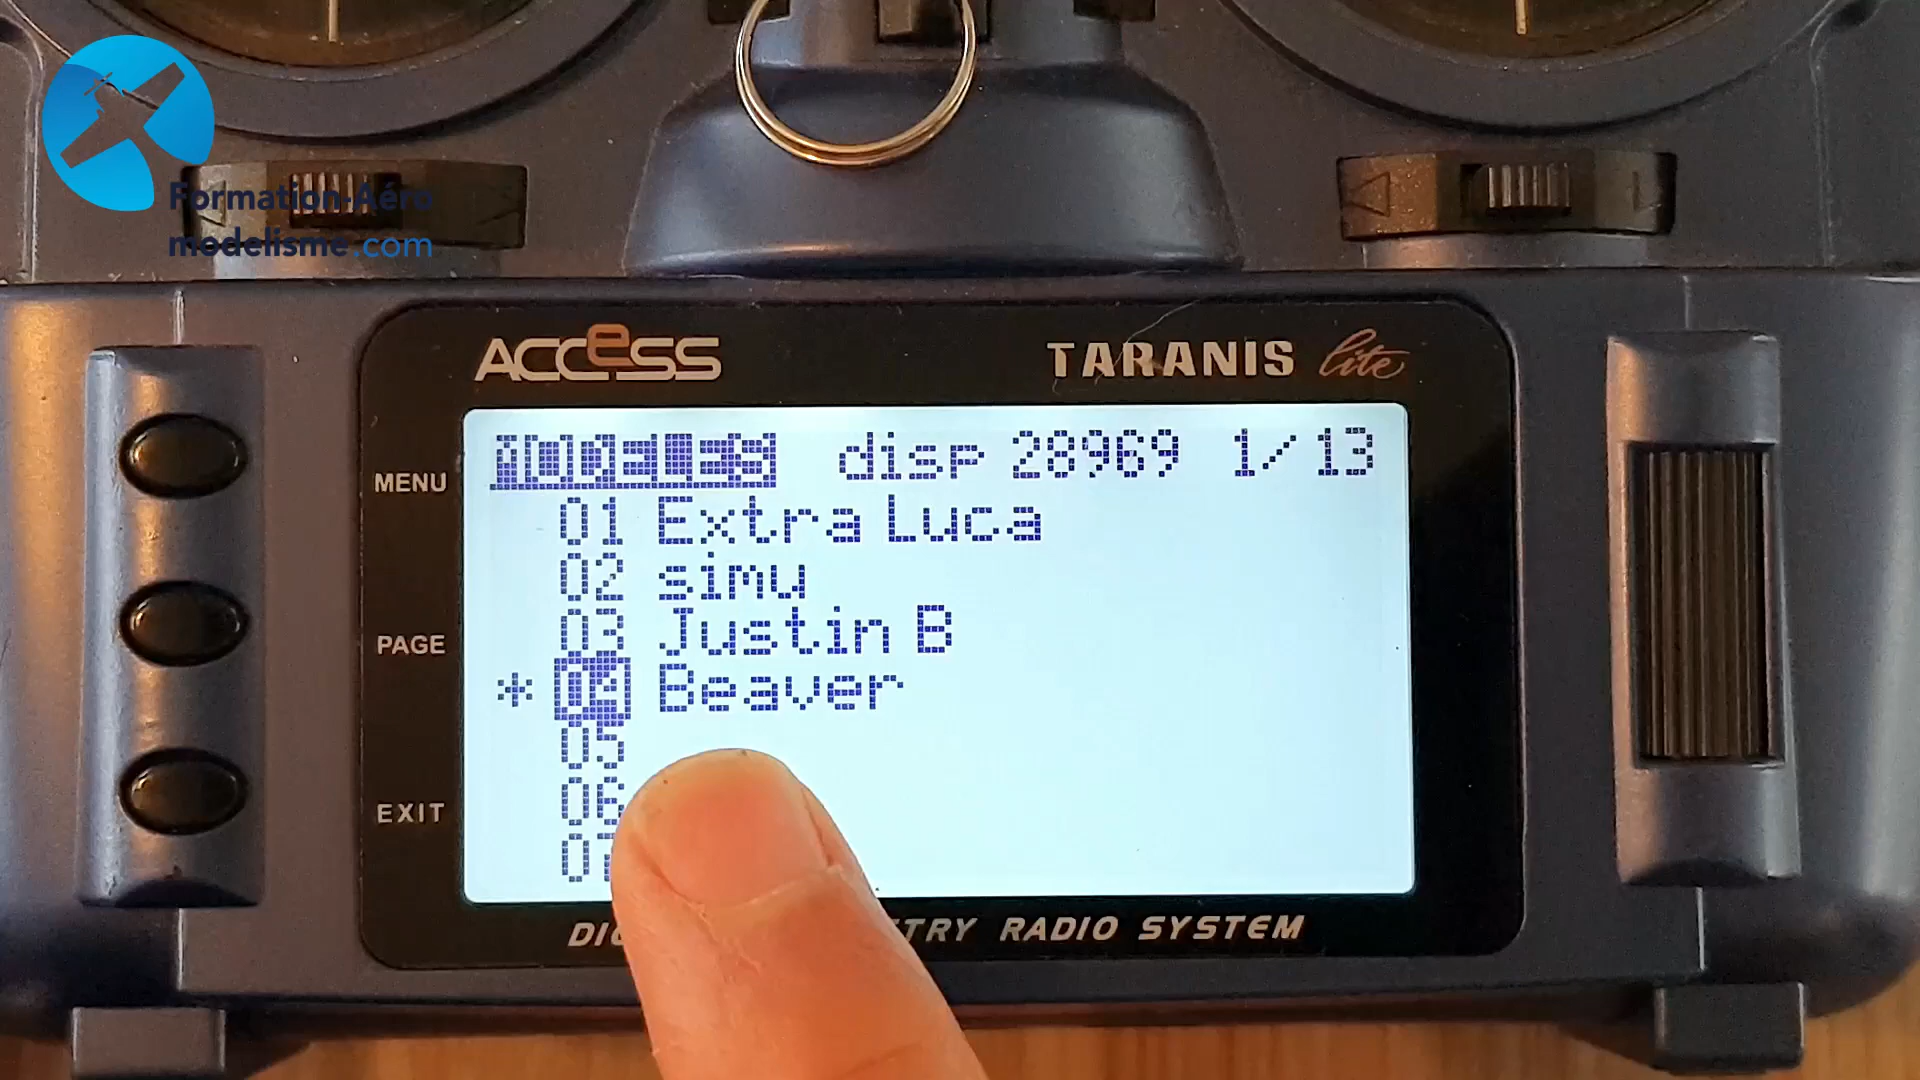 Formation-Aéro
modelisme.com
ACCeSS
TARANIS lite
MODELES disp 28969 1/13
01 Extra Luca
02 simu
03 Justin B
* 04 Beaver
05
06
MENU
PAGE
EXIT
RADIO SYSTEM